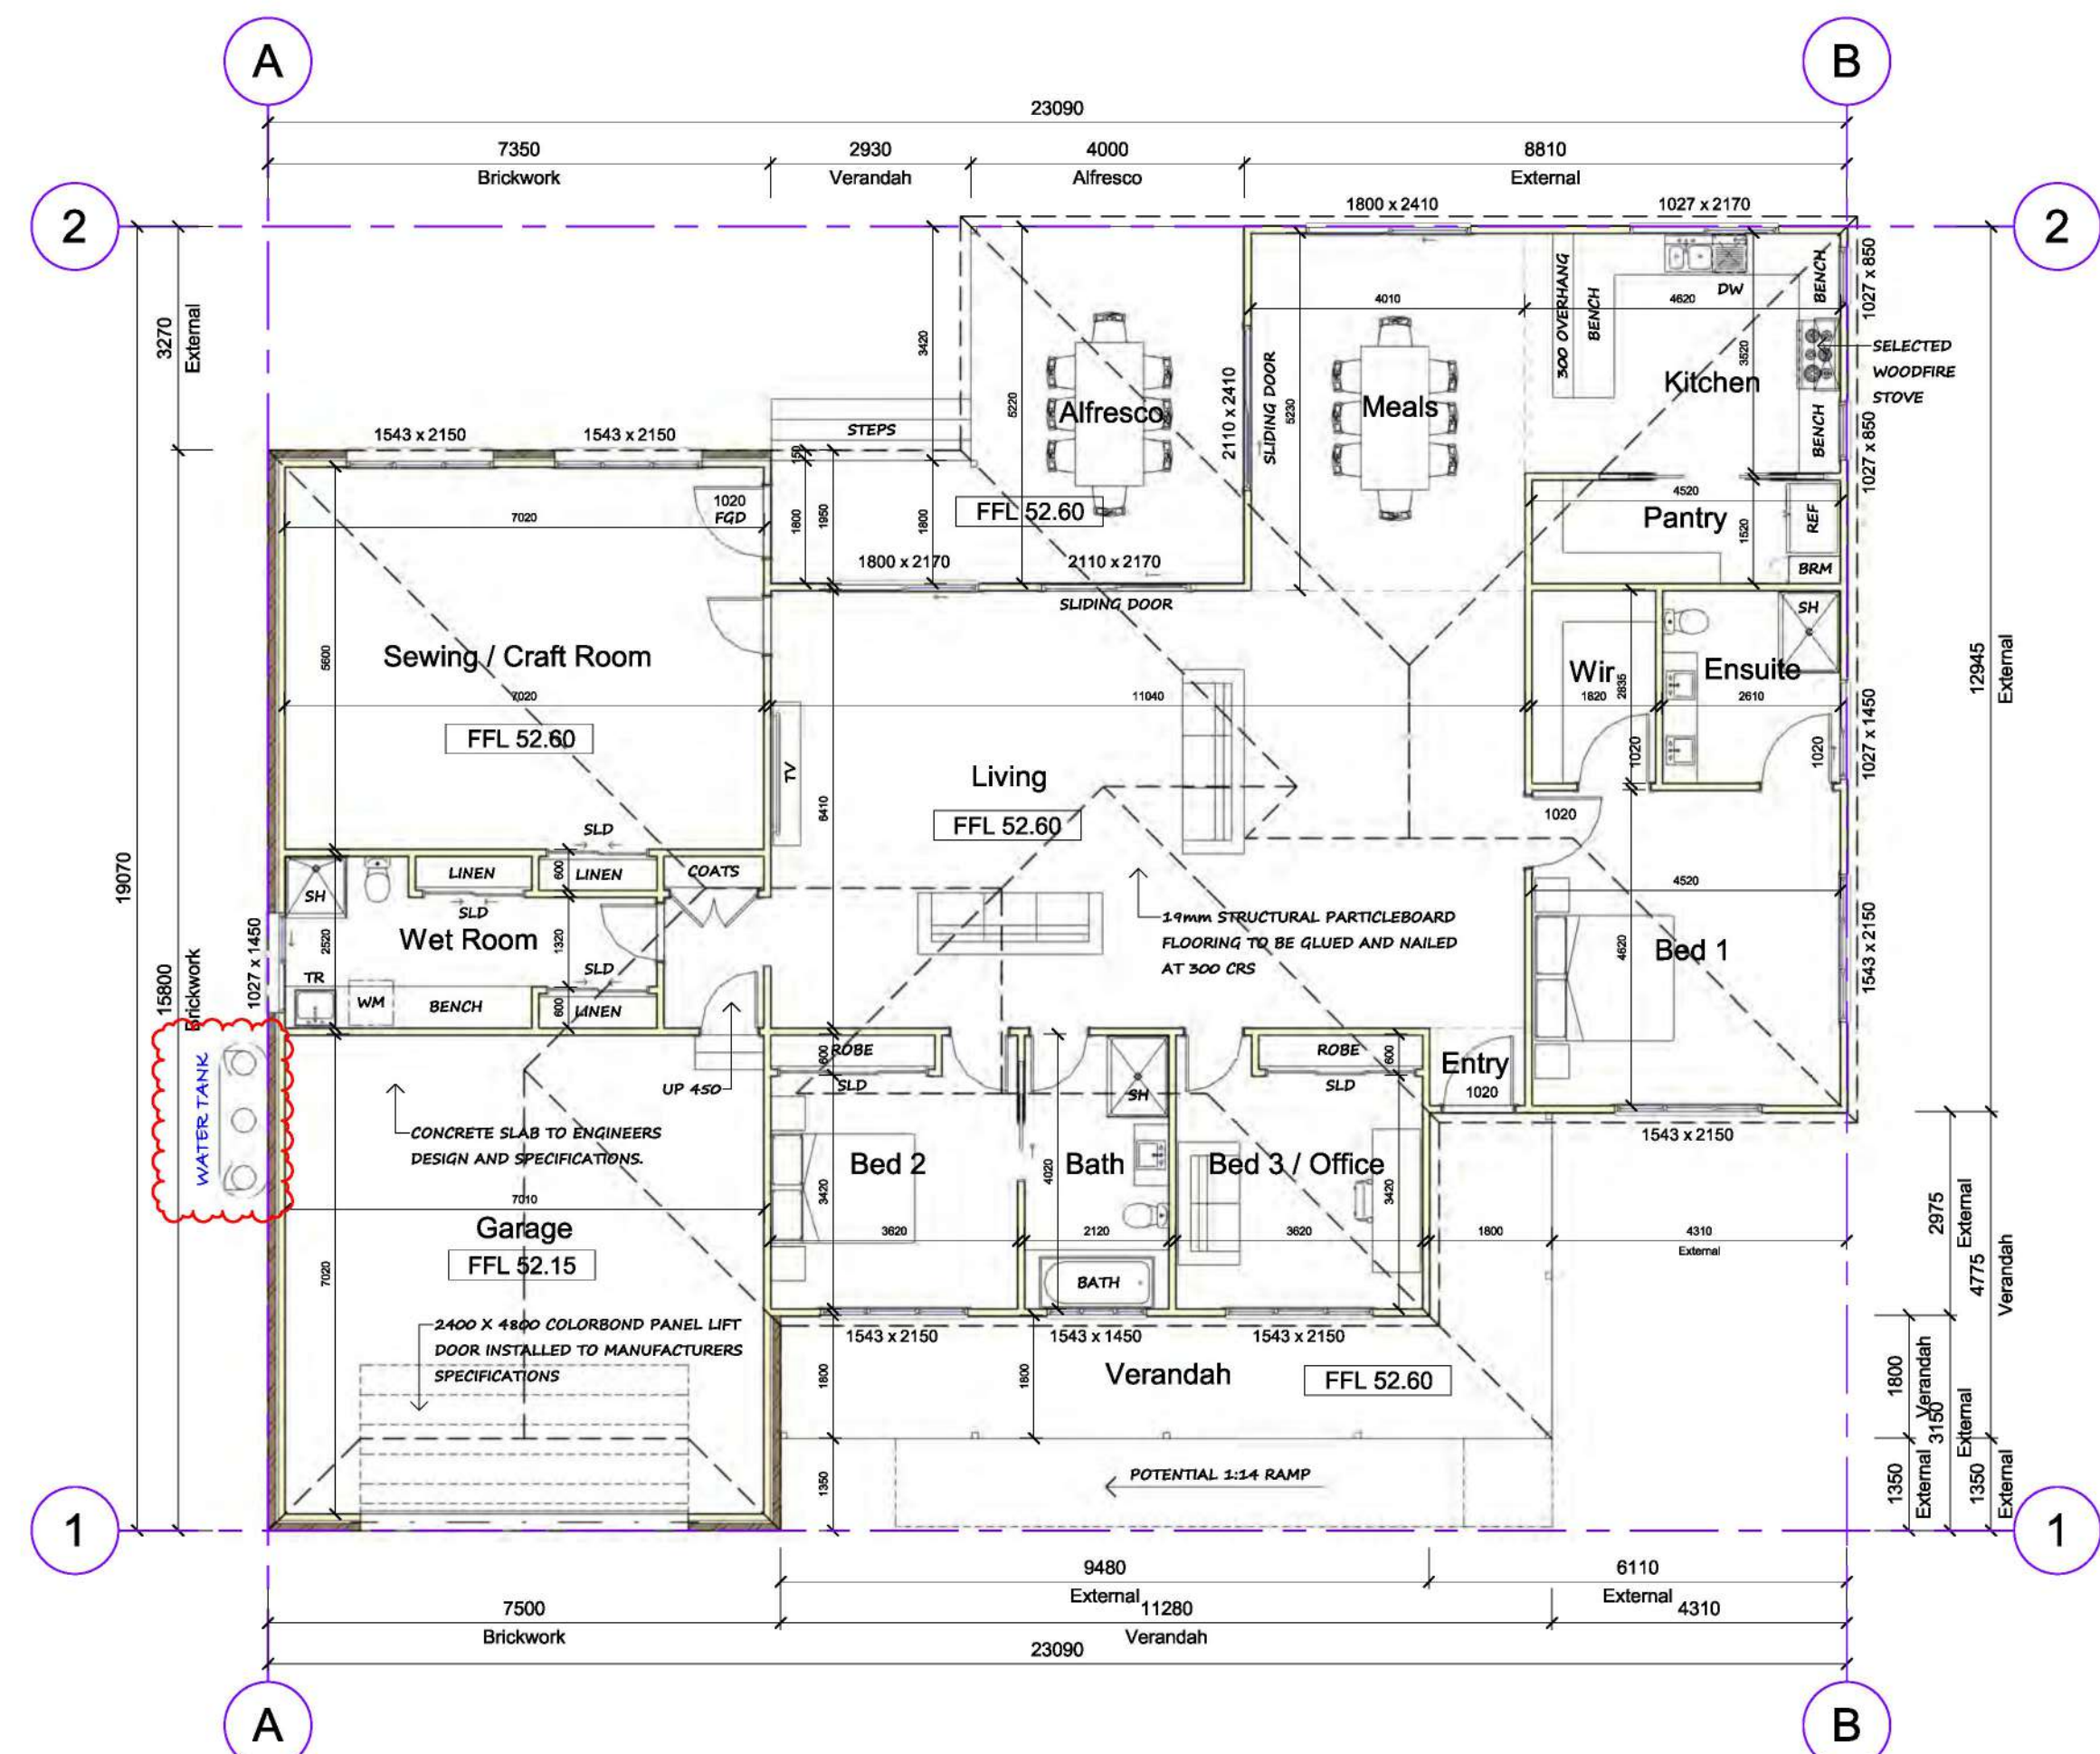 A
B
23090
7350
2930
4000
8810
Brickwork
Verandah
Alfresco
External
2
1800 x 2410
1027 x 2170
2
3270
External
3420
5220
4010
4620
300 OVERHANG
BENCH
DW
BENCH
1027 x 850
SELECTED
WOODFIRE
STOVE
3520
Kitchen
Meals
Alfresco
2110 x 2410
SLIDING DOOR
5230
BENCH
1027 x 850
1543 x 2150
1543 x 2150
STEPS
150
1800
1950
1800
FFL 52.60
1020
FGD
7020
4520
Pantry
1520
REF
BRM
1800 x 2170
2110 x 2170
SLIDING DOOR
5600
Sewing / Craft Room
7020
FFL 52.60
11040
Wir
1820
2835
Ensuite
2610
SH
1020
1020
1027 x 1450
12945
External
TV
6410
Living
FFL 52.60
1020
19070
15800
Brickwork
1027 x 1450
SLD
LINEN
600
LINEN
COATS
SH
SLD
Wet Room
2520
1320
TR
WM
BENCH
SLD
600
LINEN
19mm STRUCTURAL PARTICLEBOARD
FLOORING TO BE GLUED AND NAILED
AT 300 CRS
4520
4620
Bed 1
1543 x 2150
WATER TANK
UP 450
600
ROBE
SLD
SH
ROBE
600
SLD
Entry
1020
1543 x 2150
CONCRETE SLAB TO ENGINEERS
DESIGN AND SPECIFICATIONS.
7010
Garage
FFL 52.15
7020
Bed 2
3420
3620
4020
Bath
2120
BATH
Bed 3 / Office
3420
3620
1800
4310
External
2975
External
4775
Verandah
2400 X 4800 COLORBOND PANEL LIFT
DOOR INSTALLED TO MANUFACTURERS
SPECIFICATIONS
1543 x 2150
1543 x 1450
1543 x 2150
1800
1800
Verandah
FFL 52.60
1800
Verandah
3150
External
1350
POTENTIAL 1:14 RAMP
1350
External
1350
External
1
1
9480
External
6110
External
7500
Brickwork
11280
Verandah
4310
23090
A
B